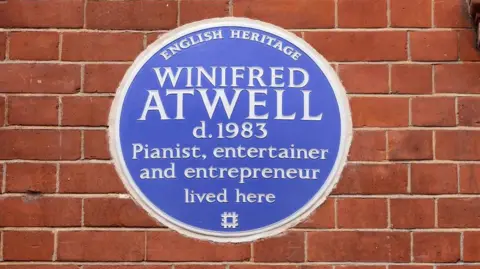 ENGLISH HERITAGE
WINIFRED
ATWELL
d.1983
Pianist, entertainer
and entrepreneur
lived here